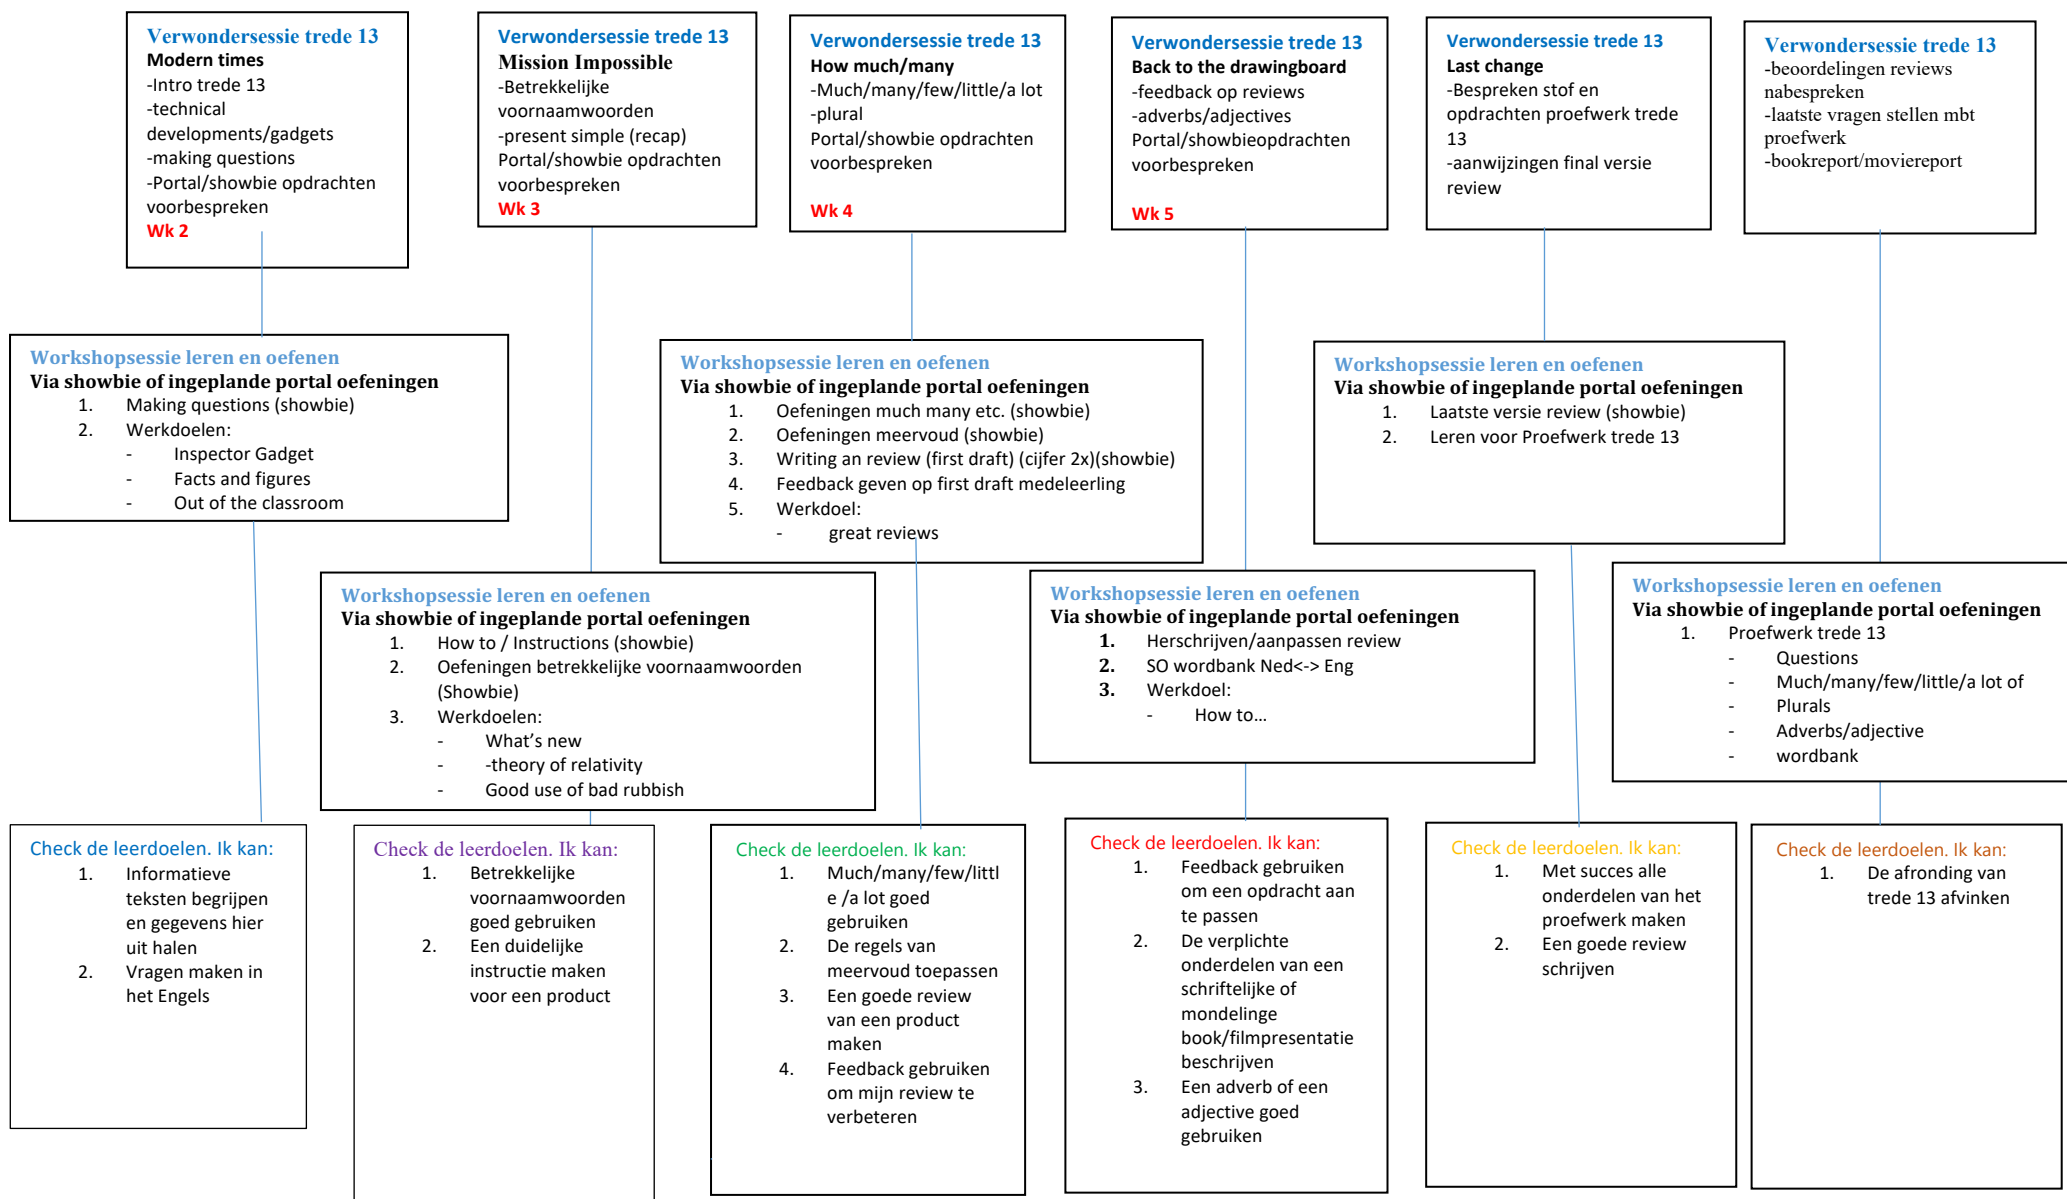 Verwondersessie trede 13
Modern times
-Intro trede 13
-technical
developments/gadgets
-making questions
-Portal/showbie opdrachten
voorbespreken
Wk 2
Verwondersessie trede 13
Mission Impossible
-Betrekkelijke
voornaamwoorden
-present simple (recap)
Portal/showbie opdrachten
voorbespreken
Wk 3
Verwondersessie trede 13
How much/many
-Much/many/few/little/a lot
-plural
Portal/showbie opdrachten
voorbespreken
Wk 4
Verwondersessie trede 13
Back to the drawingboard
-feedback op reviews
-adverbs/adjectives
Portal/showbieopdrachten
voorbespreken
Wk 5
Verwondersessie trede 13
Last change
-Bespreken stof en
opdrachten proefwerk trede
13
-aanwijzingen final versie
review
Verwondersessie trede 13
-beoordelingen reviews
nabespreken
-laatste vragen stellen mbt
proefwerk
-bookreport/moviereport
Workshopsessie leren en oefenen
Via showbie of ingeplande portal oefeningen
1. Making questions (showbie)
2. Werkdoelen:
- Inspector Gadget
- Facts and figures
- Out of the classroom
Workshopsessie leren en oefenen
Via showbie of ingeplande portal oefeningen
1. Oefeningen much many etc. (showbie)
2. Oefeningen meervoud (showbie)
3. Writing an review (first draft) (cijfer 2x)(showbie)
4. Feedback geven op first draft medeleerling
5. Werkdoel:
- great reviews
Workshopsessie leren en oefenen
Via showbie of ingeplande portal oefeningen
1. Laatste versie review (showbie)
2. Leren voor Proefwerk trede 13
Workshopsessie leren en oefenen
Via showbie of ingeplande portal oefeningen
1. How to / Instructions (showbie)
2. Oefeningen betrekkelijke voornaamwoorden
(Showbie)
3. Werkdoelen:
- What's new
- -theory of relativity
- Good use of bad rubbish
Workshopsessie leren en oefenen
Via showbie of ingeplande portal oefeningen
1. Herschrijven/aanpassen review
2. SO wordbank Ned<-> Eng
3. Werkdoel:
- How to…
Workshopsessie leren en oefenen
Via showbie of ingeplande portal oefeningen
1. Proefwerk trede 13
- Questions
- Much/many/few/little/a lot of
- Plurals
- Adverbs/adjective
- wordbank
Check de leerdoelen. Ik kan:
1. Informatieve
teksten begrijpen
en gegevens hier
uit halen
2. Vragen maken in
het Engels
Check de leerdoelen. Ik kan:
1. Betrekkelijke
voornaamwoorden
goed gebruiken
2. Een duidelijke
instructie maken
voor een product
Check de leerdoelen. Ik kan:
1. Much/many/few/littl
e /a lot goed
gebruiken
2. De regels van
meervoud toepassen
3. Een goede review
van een product
maken
4. Feedback gebruiken
om mijn review te
verbeteren
Check de leerdoelen. Ik kan:
1. Feedback gebruiken
om een opdracht aan
te passen
2. De verplichte
onderdelen van een
schriftelijke of
mondelinge
book/filmpresentatie
beschrijven
3. Een adverb of een
adjective goed
gebruiken
Check de leerdoelen. Ik kan:
1. Met succes alle
onderdelen van het
proefwerk maken
2. Een goede review
schrijven
Check de leerdoelen. Ik kan:
1. De afronding van
trede 13 afvinken